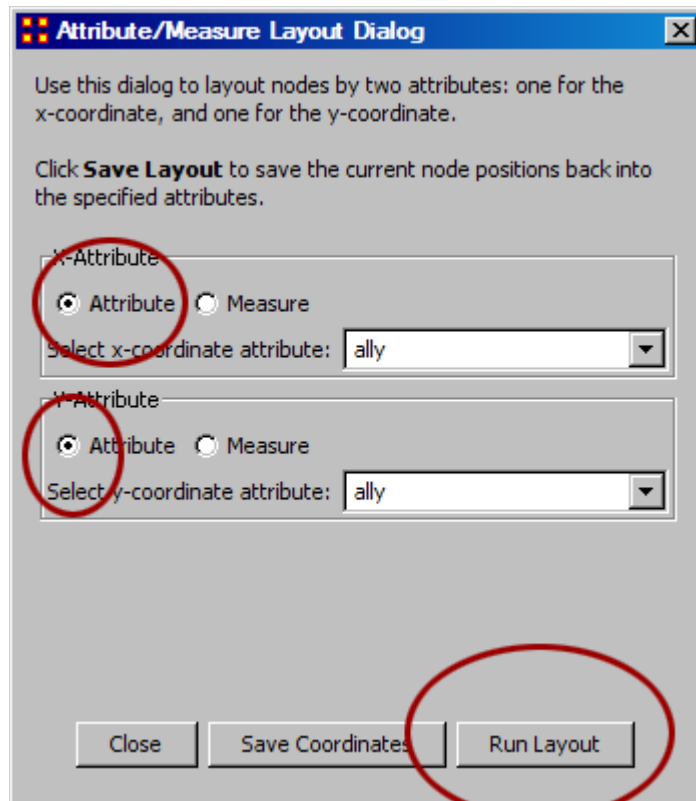 Attribute/Measure Layout Dialog
Use this dialog to layout nodes by two attributes: one for the
x-coordinate, and one for the y-coordinate.
Click Save Layout to save the current node positions back into
the specified attributes.
X-Attribute
Attribute Measure
Select x-coordinate attribute: ally
Y-Attribute
Attribute Measure
Select y-coordinate attribute: ally
Close Save Coordinates Run Layout